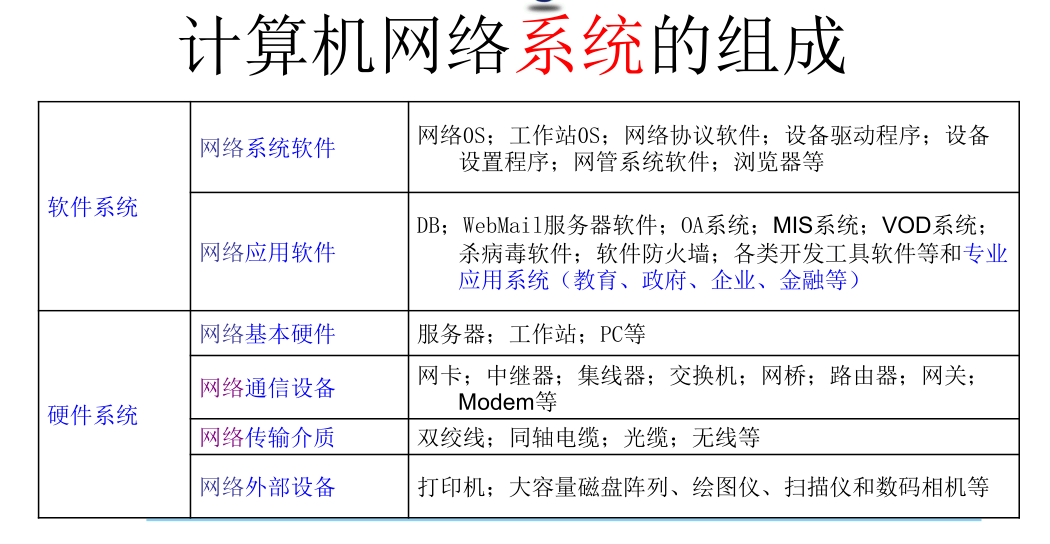 计算机网络系统的组成
软件系统
网络系统软件
网络OS；工作站OS；网络协议软件；设备驱动程序；设备
设置程序；网管系统软件；浏览器等
网络应用软件
DB；WebMail服务器软件；OA系统；MIS系统；VOD系统；
杀病毒软件；软件防火墙；各类开发工具软件等和专业
应用系统（教育、政府、企业、金融等）
硬件系统
网络基本硬件
服务器；工作站；PC等
网络通信设备
网卡；中继器；集线器；交换机；网桥；路由器；网关；
Modem等
网络传输介质
双绞线；同轴电缆；光缆；无线等
网络外部设备
打印机；大容量磁盘阵列、绘图仪、扫描仪和数码相机等